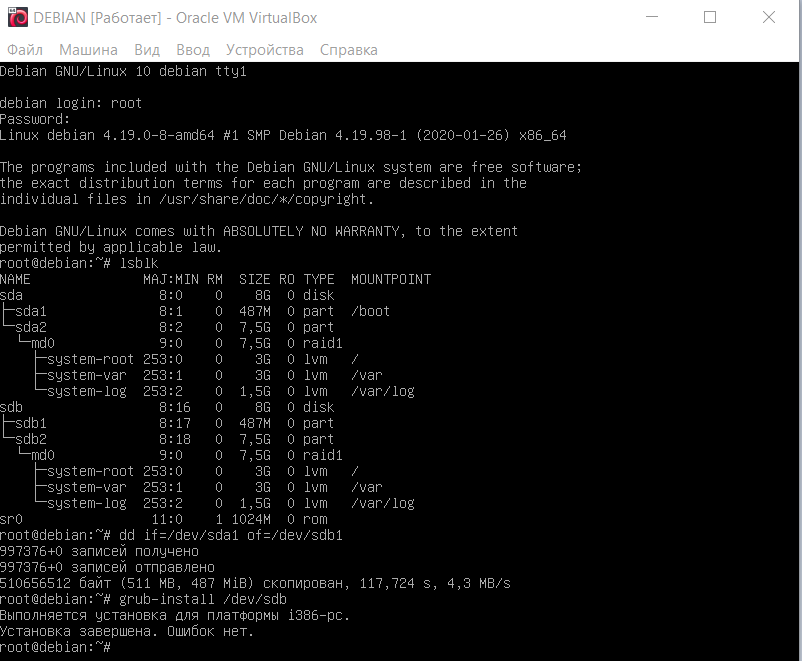 DEBIAN [Работает] - Oracle VM VirtualBox
Файл Машина Вид Ввод Устройства Справка
Debian GNU/Linux 10 debian tty1
debian login: root
Password:
Linux debian 4.19.0-8-amd64 #1 SMP Debian 4.19.98-1 (2020-01-26) x86_64
The programs included with the Debian GNU/Linux system are free software;
the exact distribution terms for each program are described in the
individual files in /usr/share/doc/*/copyright.
Debian GNU/Linux comes with ABSOLUTELY NO WARRANTY, to the extent
permitted by applicable law.
root@debian:~# lsblk
NAME                MAJ:MIN RM  SIZE RO TYPE  MOUNTPOINT
sda                   8:0    0    8G  0 disk
├─sda1                8:1    0  487M  0 part  /boot
└─sda2                8:2    0  7,5G  0 part
  └─md0               9:0    0  7,5G  0 raid1
    ├─system-root 253:0    0    3G  0 lvm   /
    ├─system-var  253:1    0    3G  0 lvm   /var
    └─system-log  253:2    0  1,5G  0 lvm   /var/log
sdb                   8:16   0    8G  0 disk
├─sdb1                8:17   0  487M  0 part
└─sdb2                8:18   0  7,5G  0 part
  └─md0               9:0    0  7,5G  0 raid1
    ├─system-root 253:0    0    3G  0 lvm   /
    ├─system-var  253:1    0    3G  0 lvm   /var
    └─system-log  253:2    0  1,5G  0 lvm   /var/log
sr0                  11:0    1 1024M  0 rom
root@debian:~# dd if=/dev/sda1 of=/dev/sdb1
997376+0 записей получено
997376+0 записей отправлено
510656512 байт (511 MB, 487 MiB) скопирован, 117,724 s, 4,3 MB/s
root@debian:~# grub-install /dev/sdb
Выполняется установка для платформы i386-pc.
Установка завершена. Ошибок нет.
root@debian:~#